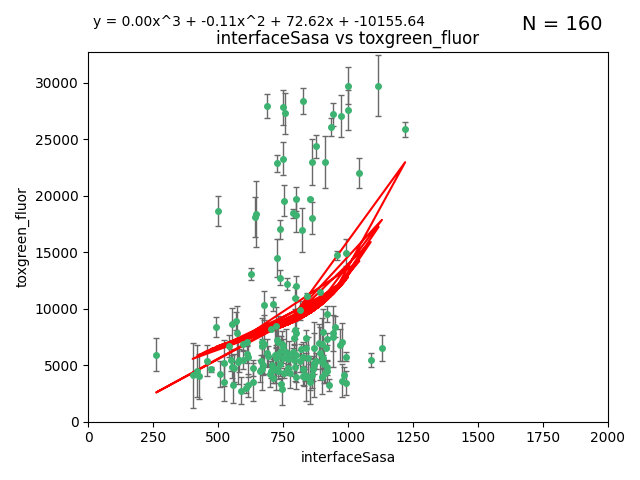 y = 0.00x^3 + -0.11x^2 + 72.62x + -10155.64
N = 160
interfaceSasa vs toxgreen_fluor
30000
25000
20000
15000
10000
5000
0
toxgreen_fluor
0 250 500 750 1000 1250 1500 1750 2000
interfaceSasa